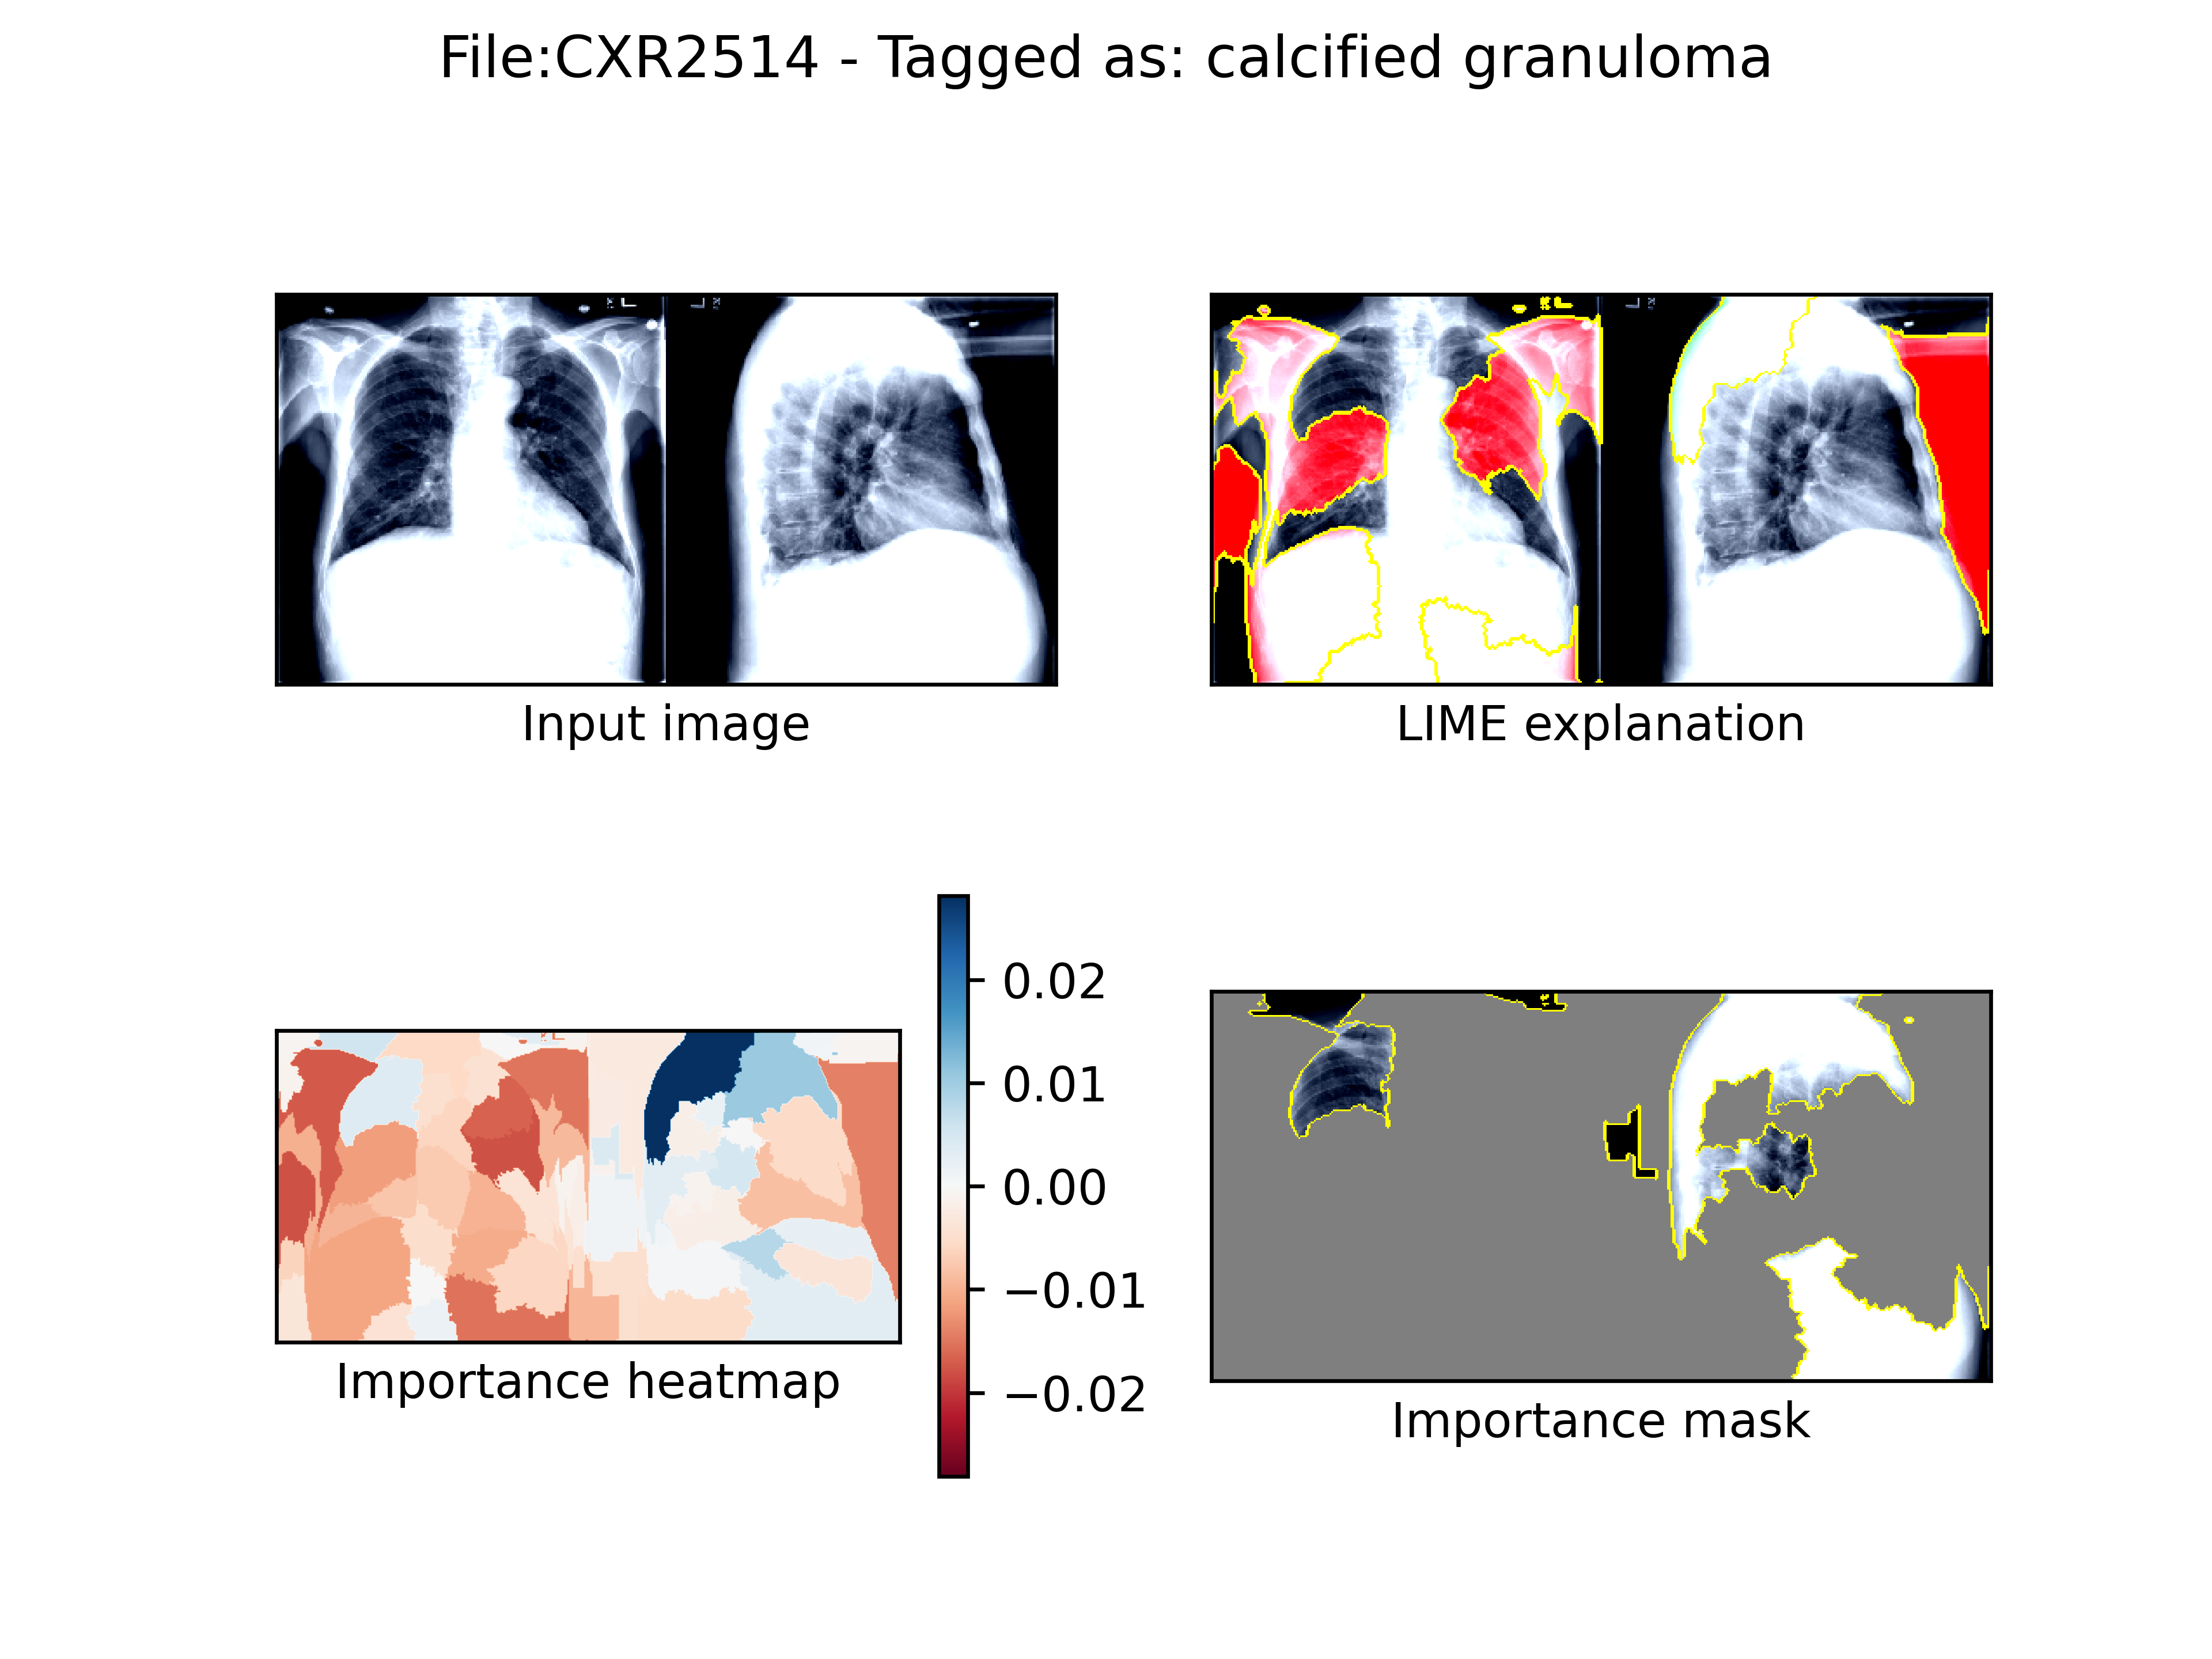 File:CXR2514 - Tagged as: calcified granuloma
L
Input image
LIME explanation
0.02
0.01
0.00
−0.01
−0.02
Importance heatmap
Importance mask